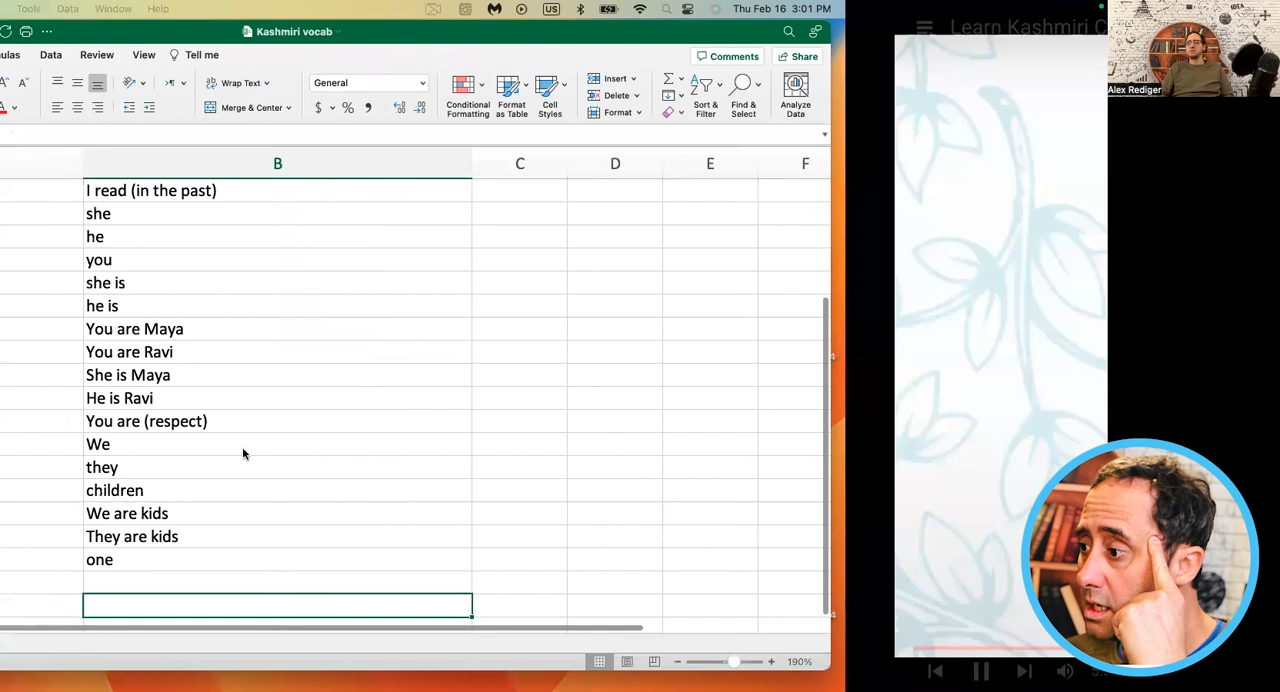 Tools Data Window Help
US
Thu Feb 16 3:01 PM
Kashmiri vocab
ulas Data Review View Tell me
Comments
Share
Wrap Text
Merge & Center
General
$ % 
Conditional Formatting
Format as Table
Cell Styles
Insert
Delete
Format
Sort & Filter
Find & Select
Analyze Data
B C D E F
I read (in the past)
she
he
you
she is
he is
You are Maya
You are Ravi
She is Maya
He is Ravi
You are (respect)
We
they
children
We are kids
They are kids
one
190%
Learn Kashmiri C
Alex Rediger